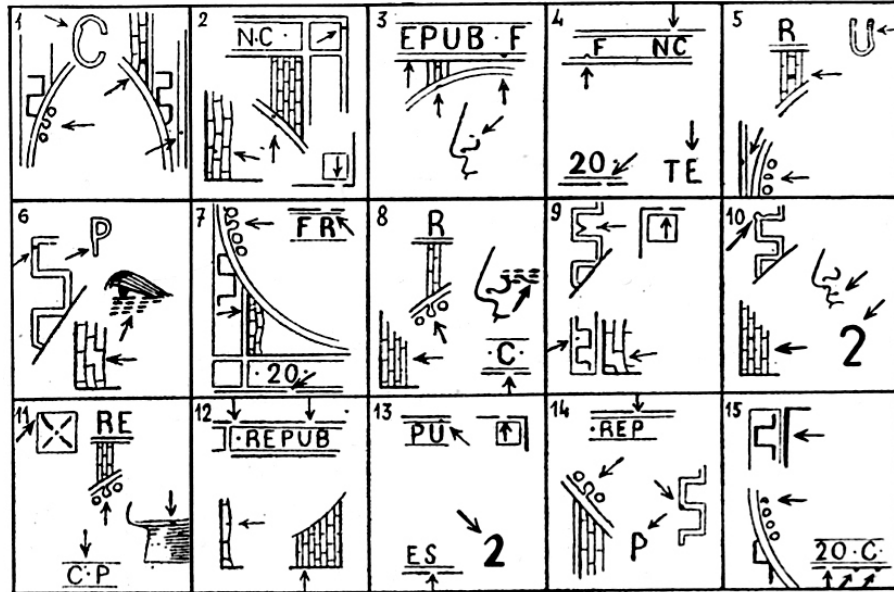 1
C
2
N·C·
3
EPUB·F
4
F NC
20·
TE
5
R
U
6
P
7
FR
·20·
8
R
·C·
9
10
2
11
RE
C·P
12
·REPUB
13
PU
ES
2
14
·REP
P
15
20·C·